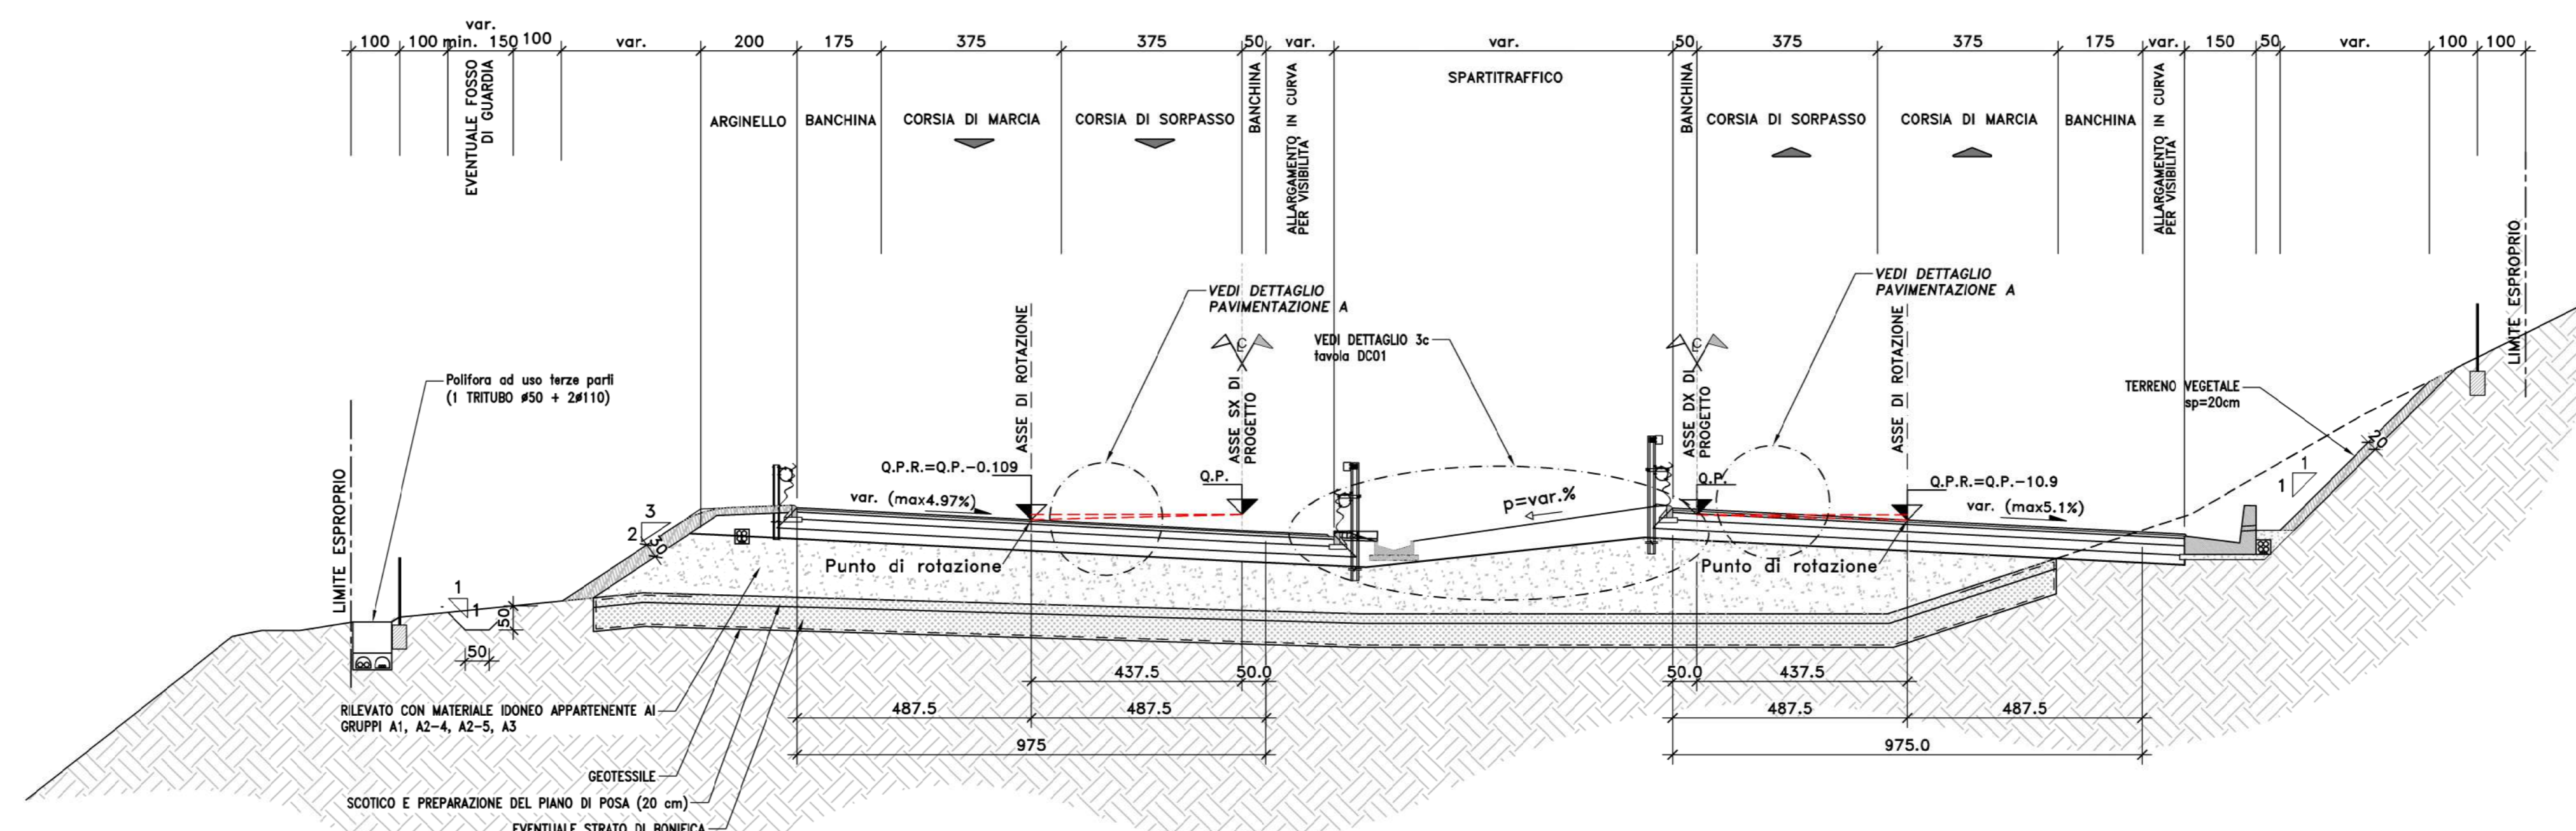 var.
100 100 min. 150 100 var. 200 175 375 375 50 var. var. 50 375 375 175 var. 150 50 var. 100 100
EVENTUALE FOSSO
DI GUARDIA
ARGINELLO
BANCHINA
CORSIA DI MARCIA
CORSIA DI SORPASSO
BANCHINA
ALLARGAMENTO IN CURVA
PER VISIBILITA'
SPARTITRAFFICO
BANCHINA
CORSIA DI SORPASSO
CORSIA DI MARCIA
BANCHINA
ALLARGAMENTO IN CURVA
PER VISIBILITA'
LIMITE ESPROPRIO
VEDI DETTAGLIO
PAVIMENTAZIONE A
VEDI DETTAGLIO
PAVIMENTAZIONE A
VEDI DETTAGLIO 3c
tavola DC01
ASSE DI ROTAZIONE
C
ASSE SX DI
PROGETTO
C
ASSE DX DI
PROGETTO
ASSE DI ROTAZIONE
Polifora ad uso terze parti
(1 TRITUBO ø50 + 2ø110)
TERRENO VEGETALE
sp=20cm
20
1
1
LIMITE ESPROPRIO
Q.P.R.=Q.P.-0.109
Q.P.
Q.P.
Q.P.R.=Q.P.-10.9
var. (max4.97%)
p=var.%
var. (max5.1%)
3
2
30
Punto di rotazione
Punto di rotazione
1
1
50
50
437.5 50.0
50.0 437.5
487.5 487.5
487.5 487.5
975
975.0
RILEVATO CON MATERIALE IDONEO APPARTENENTE AI
GRUPPI A1, A2-4, A2-5, A3
GEOTESSILE
SCOTICO E PREPARAZIONE DEL PIANO DI POSA (20 cm)
EVENTUALE STRATO DI BONIFICA